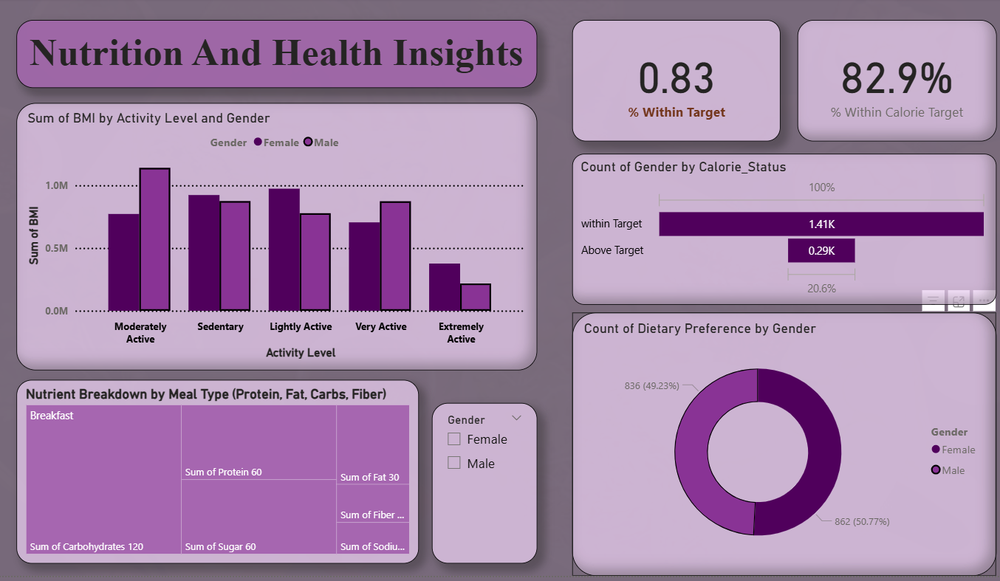 Nutrition And Health Insights
0.83
% Within Target
82.9%
% Within Calorie Target
Sum of BMI by Activity Level and Gender
Gender Female Male
Sum of BMI
1.0M
0.5M
0.0M
Moderately
Active
Sedentary
Lightly Active
Very Active
Extremely
Active
Activity Level
Count of Gender by Calorie_Status
100%
within Target
1.41K
Above Target
0.29K
20.6%
Count of Dietary Preference by Gender
836 (49.23%)
862 (50.77%)
Gender
Female
Male
Nutrient Breakdown by Meal Type (Protein, Fat, Carbs, Fiber)
Breakfast
Sum of Carbohydrates 120
Sum of Protein 60
Sum of Sugar 60
Sum of Fat 30
Sum of Fiber ...
Sum of Sodiu...
Gender
Female
Male